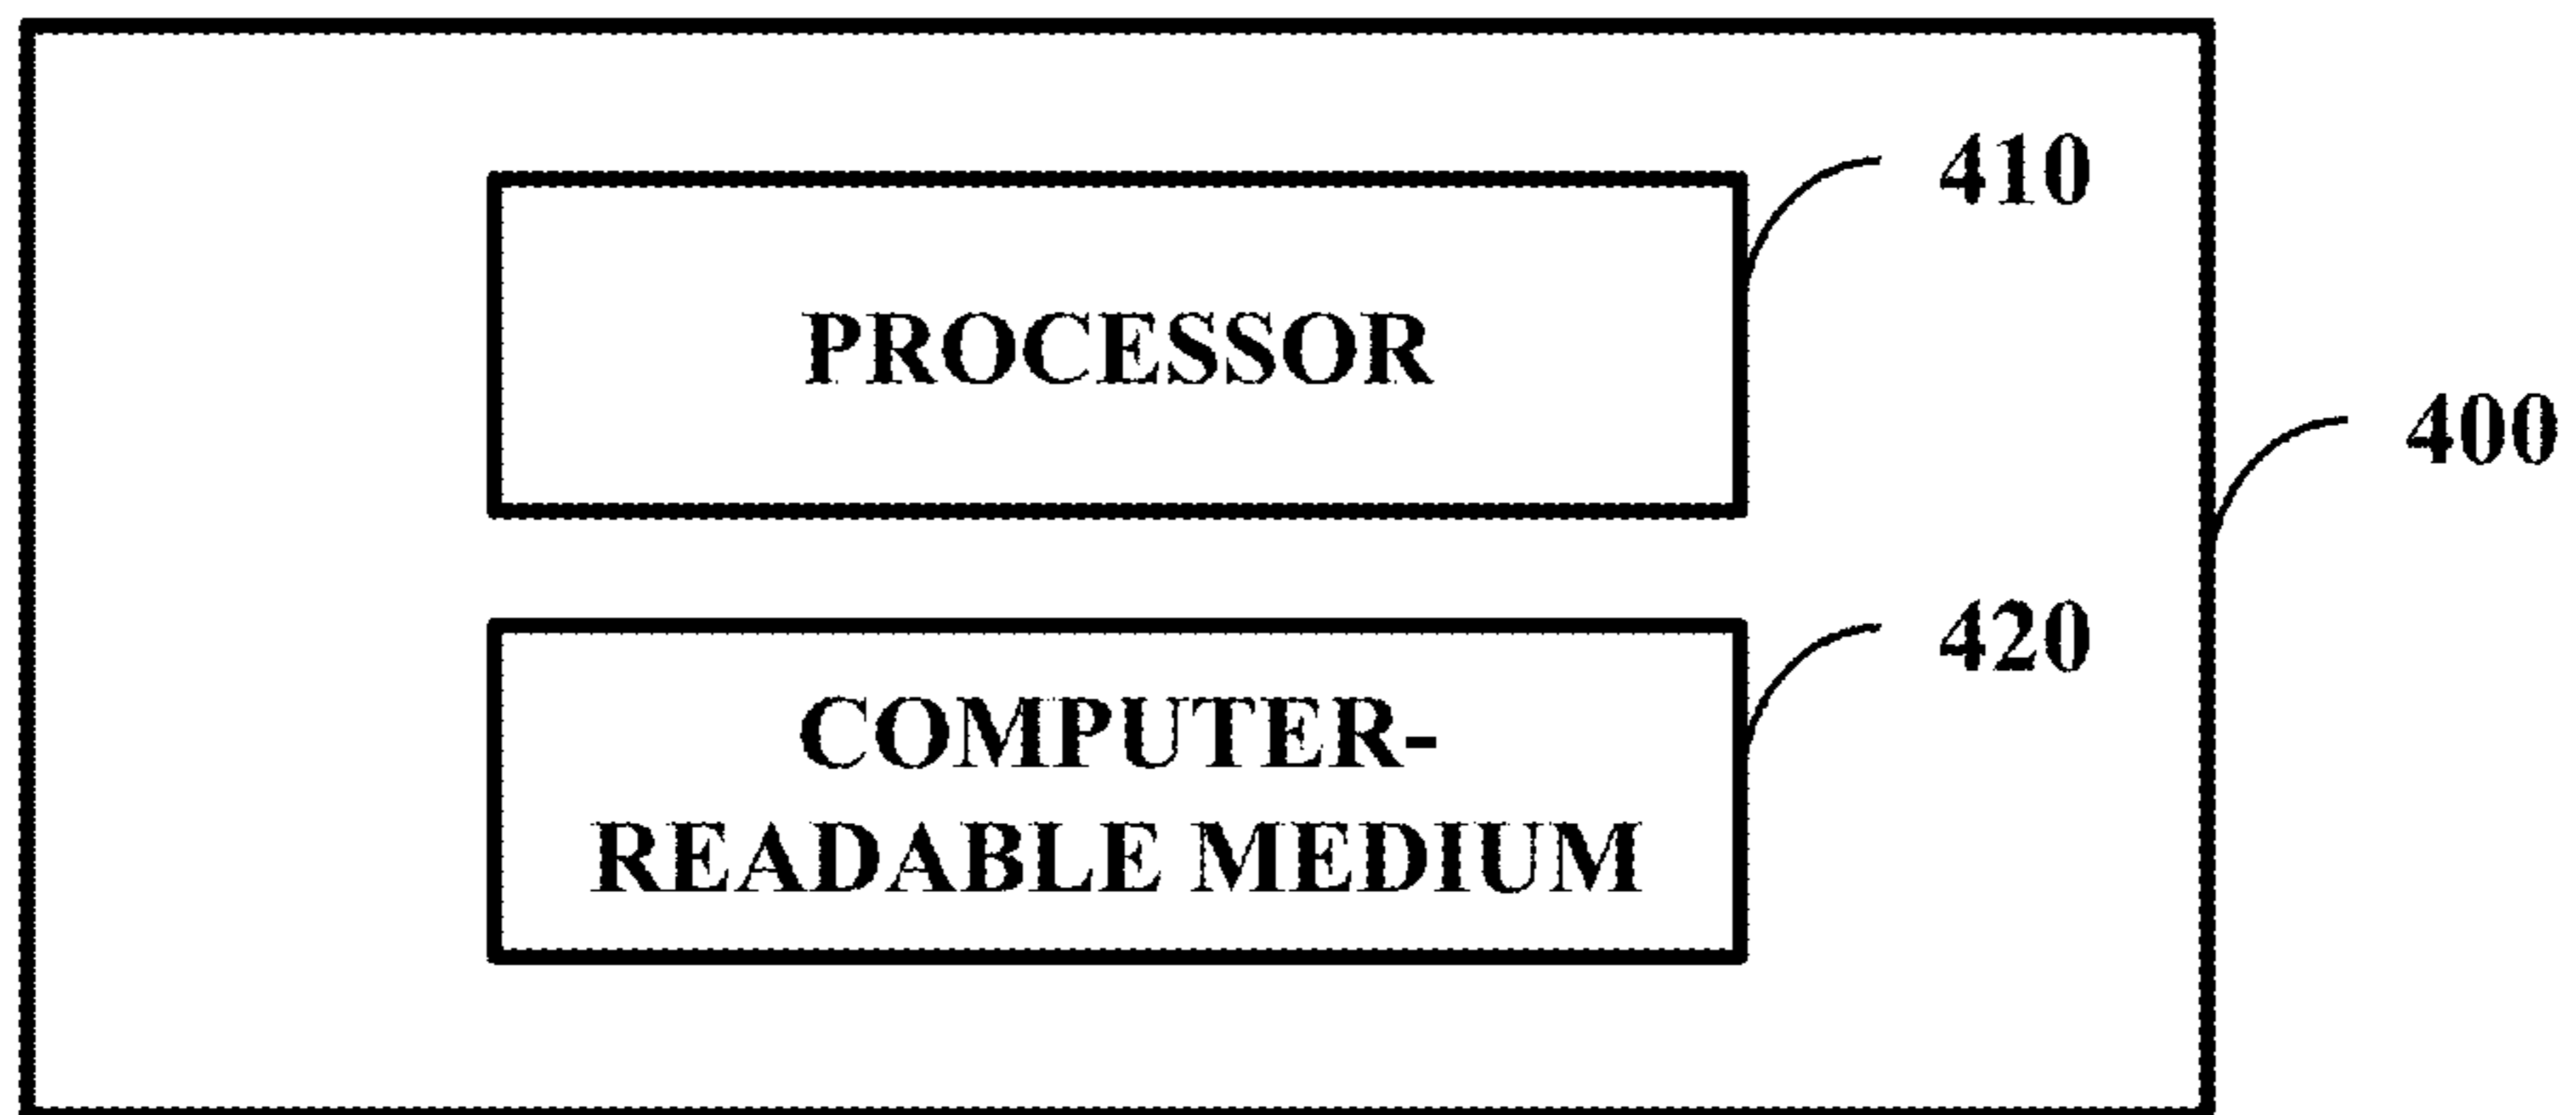 410
PROCESSOR
400
420
COMPUTER-
READABLE MEDIUM